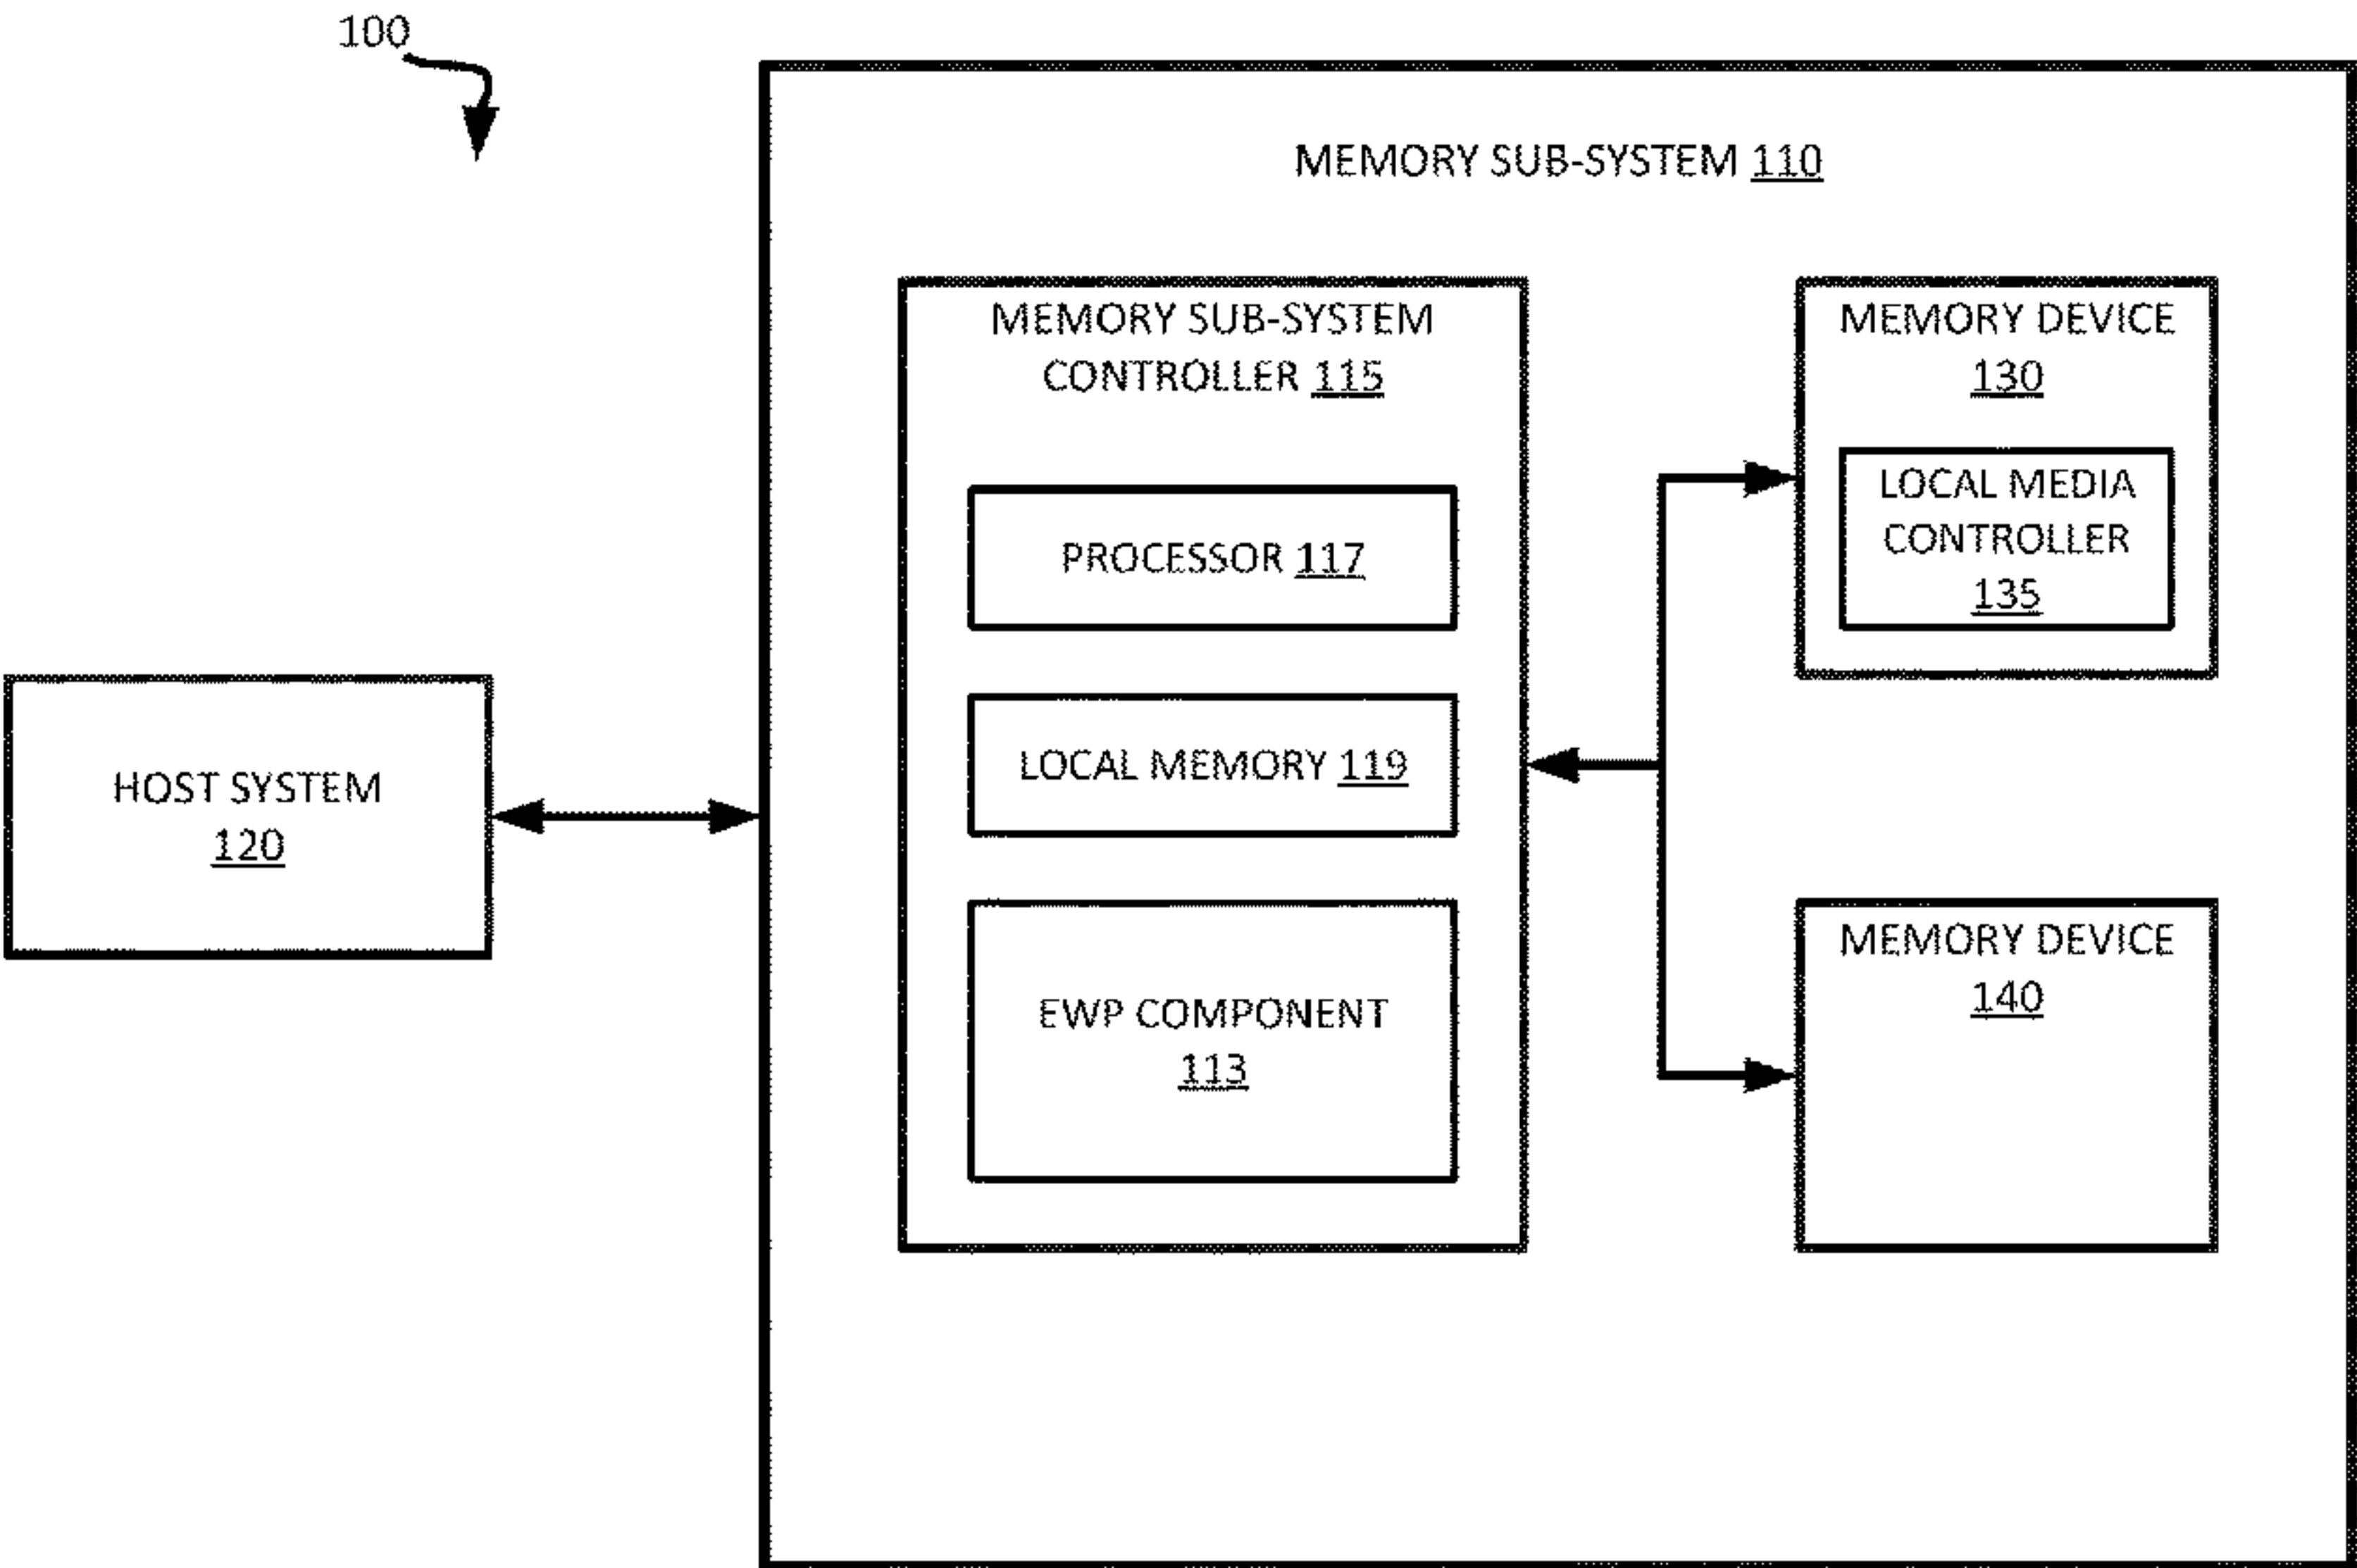 100
MEMORY SUB-SYSTEM 110
MEMORY SUB-SYSTEM
CONTROLLER 115
PROCESSOR 117
LOCAL MEMORY 119
EWP COMPONENT
113
MEMORY DEVICE
130
LOCAL MEDIA
CONTROLLER
135
MEMORY DEVICE
140
HOST SYSTEM
120